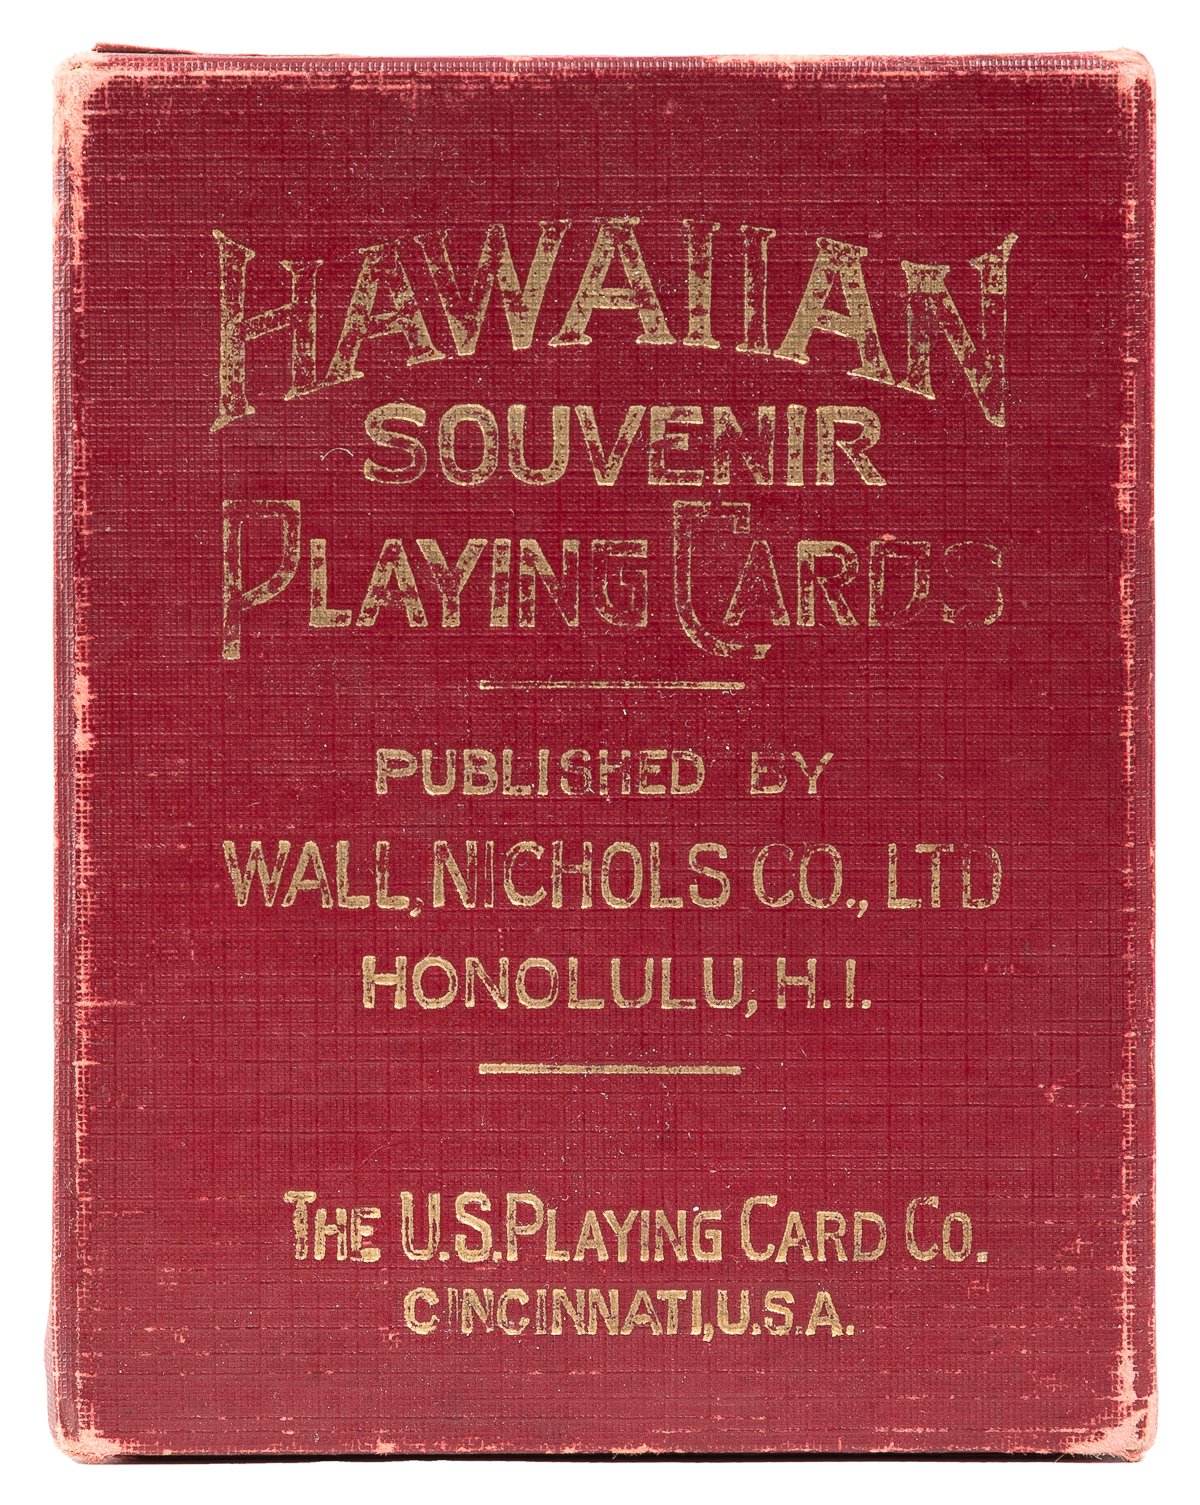 HAWAIIAN
SOUVENIR
PLAYING CARDS
PUBLISHED BY
WALL, NICHOLS CO., LTD
HONOLULU, H.I.
THE U.S. PLAYING CARD CO.
CINCINNATI, U.S.A.